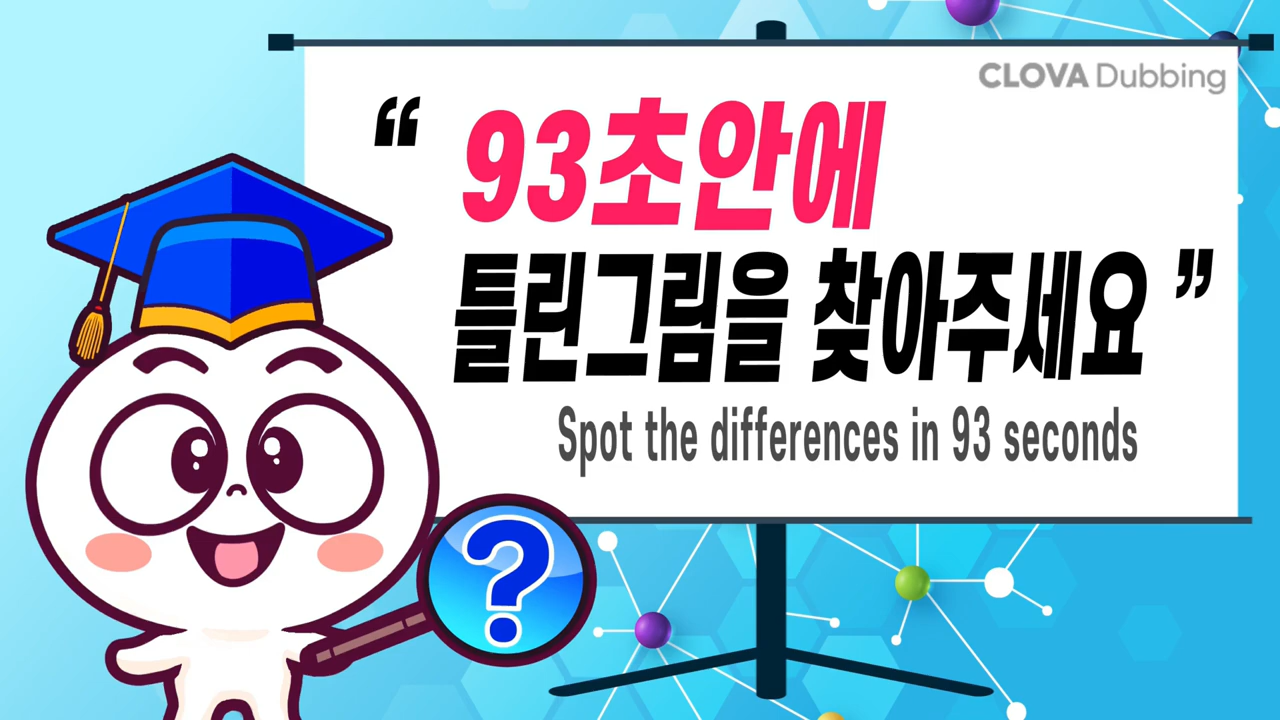 CLOVA Dubbing
“ 93초안에
틀린그림을 찾아주세요 ”
Spot the differences in 93 seconds
?